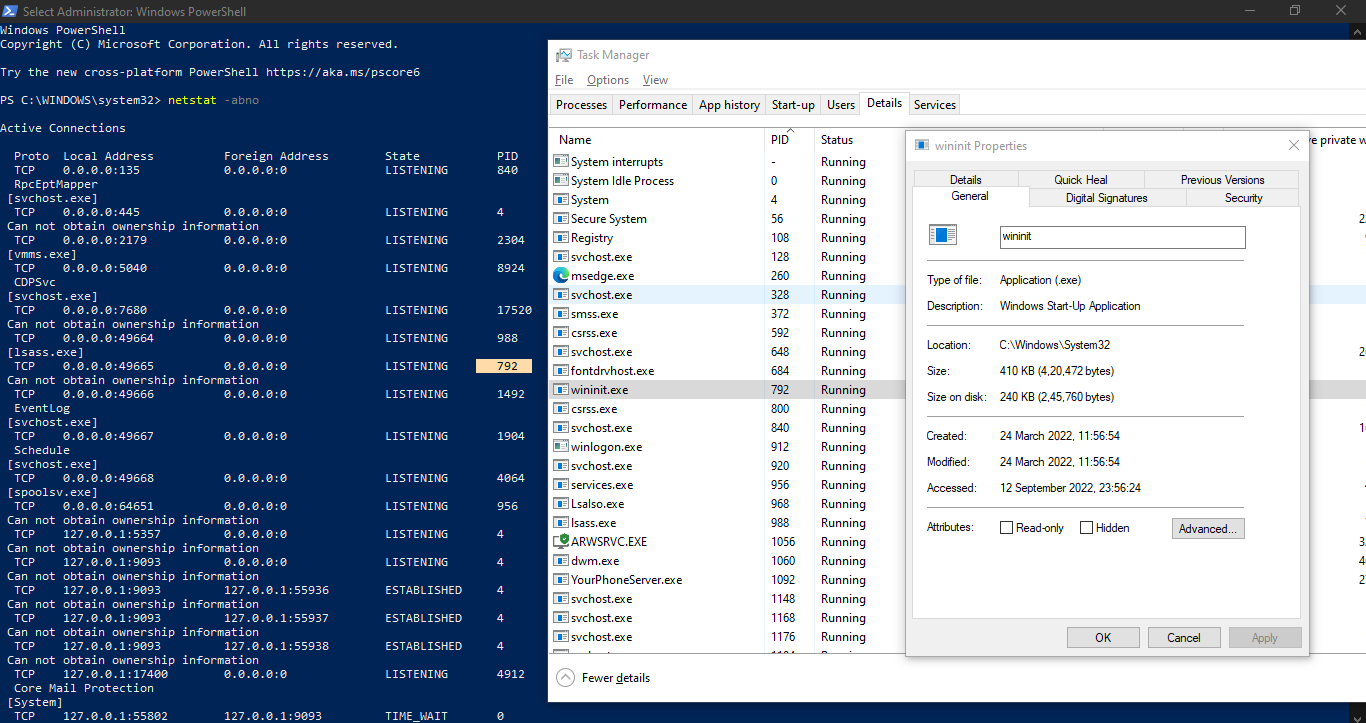 Select Administrator: Windows PowerShell
Windows PowerShell
Copyright (C) Microsoft Corporation. All rights reserved.
Try the new cross-platform PowerShell https://aka.ms/pscore6
PS C:\WINDOWS\system32> netstat -abno
Active Connections
Proto Local Address Foreign Address State PID
TCP 0.0.0.0:135 0.0.0.0:0 LISTENING 840
RpcEptMapper
[svchost.exe]
TCP 0.0.0.0:445 0.0.0.0:0 LISTENING 4
Can not obtain ownership information
TCP 0.0.0.0:2179 0.0.0.0:0 LISTENING 2304
[vmms.exe]
TCP 0.0.0.0:5040 0.0.0.0:0 LISTENING 8924
CDPSvc
[svchost.exe]
TCP 0.0.0.0:7680 0.0.0.0:0 LISTENING 17520
Can not obtain ownership information
TCP 0.0.0.0:49664 0.0.0.0:0 LISTENING 988
[lsass.exe]
TCP 0.0.0.0:49665 0.0.0.0:0 LISTENING 792
Can not obtain ownership information
TCP 0.0.0.0:49666 0.0.0.0:0 LISTENING 1492
EventLog
[svchost.exe]
TCP 0.0.0.0:49667 0.0.0.0:0 LISTENING 1904
Schedule
[svchost.exe]
TCP 0.0.0.0:49668 0.0.0.0:0 LISTENING 4064
[spoolsv.exe]
TCP 0.0.0.0:64651 0.0.0.0:0 LISTENING 956
Can not obtain ownership information
TCP 127.0.0.1:5357 0.0.0.0:0 LISTENING 4
Can not obtain ownership information
TCP 127.0.0.1:9093 0.0.0.0:0 LISTENING 4
Can not obtain ownership information
TCP 127.0.0.1:9093 127.0.0.1:55936 ESTABLISHED 4
Can not obtain ownership information
TCP 127.0.0.1:9093 127.0.0.1:55937 ESTABLISHED 4
Can not obtain ownership information
TCP 127.0.0.1:9093 127.0.0.1:55938 ESTABLISHED 4
Can not obtain ownership information
TCP 127.0.0.1:17400 0.0.0.0:0 LISTENING 4912
Core Mail Protection
[System]
TCP 127.0.0.1:55802 127.0.0.1:9093 TIME_WAIT 0
Task Manager
File Options View
Processes Performance App history Start-up Users Details Services
Name PID Status
System interrupts - Running
System Idle Process 0 Running
System 4 Running
Secure System 56 Running
Registry 108 Running
svchost.exe 128 Running
msedge.exe 260 Running
svchost.exe 328 Running
smss.exe 372 Running
csrss.exe 592 Running
svchost.exe 648 Running
fontdrvhost.exe 684 Running
wininit.exe 792 Running
csrss.exe 800 Running
svchost.exe 840 Running
winlogon.exe 912 Running
svchost.exe 920 Running
services.exe 956 Running
LsaIso.exe 968 Running
lsass.exe 988 Running
ARWSRVC.EXE 1056 Running
dwm.exe 1060 Running
YourPhoneServer.exe 1092 Running
svchost.exe 1148 Running
svchost.exe 1168 Running
svchost.exe 1176 Running
Fewer details
wininit Properties
Details Quick Heal Previous Versions
General Digital Signatures Security
wininit
Type of file: Application (.exe)
Description: Windows Start-Up Application
Location: C:\Windows\System32
Size: 410 KB (4,20,472 bytes)
Size on disk: 240 KB (2,45,760 bytes)
Created: 24 March 2022, 11:56:54
Modified: 24 March 2022, 11:56:54
Accessed: 12 September 2022, 23:56:24
Attributes: Read-only Hidden Advanced...
OK Cancel Apply